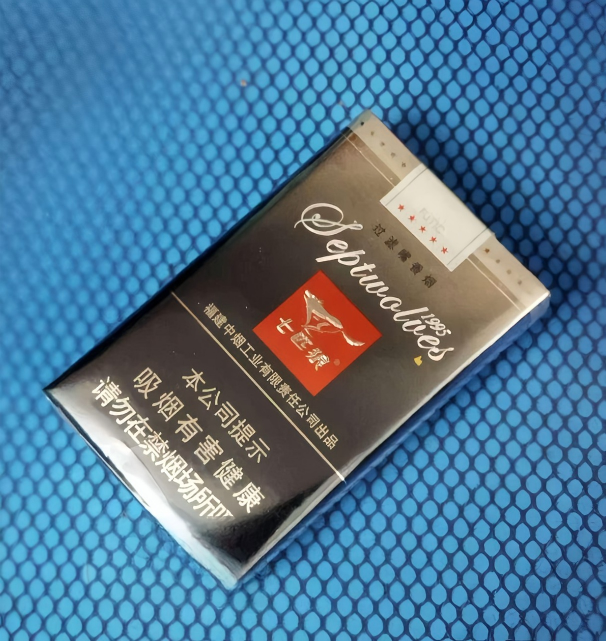 过滤嘴香烟
Septwolves
1995
七匹狼
®
福建中烟工业有限责任公司出品
本公司提示
吸烟有害健康
请勿在禁烟场所吸